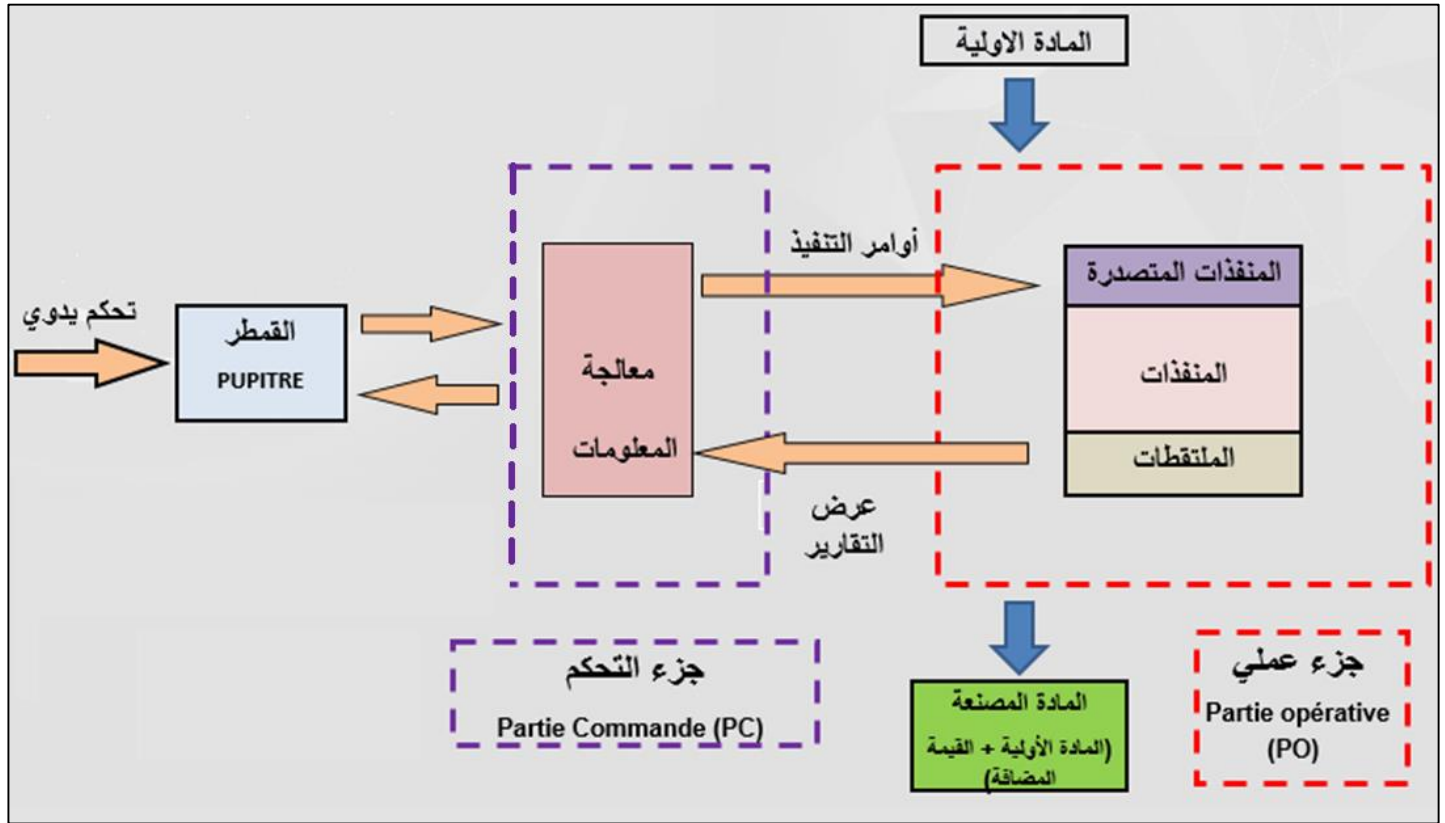 المادة الاولية
أوامر التنفيذ
المنفذات المتصدرة
تحكم يدوي
القمطر
PUPITRE
معالجة
المعلومات
المنفذات
الملتقطات
عرض
التقارير
جزء التحكم
Partie Commande (PC)
المادة المصنعة
(المادة الأولية + القيمة
المضافة)
جزء عملي
Partie opérative
(PO)